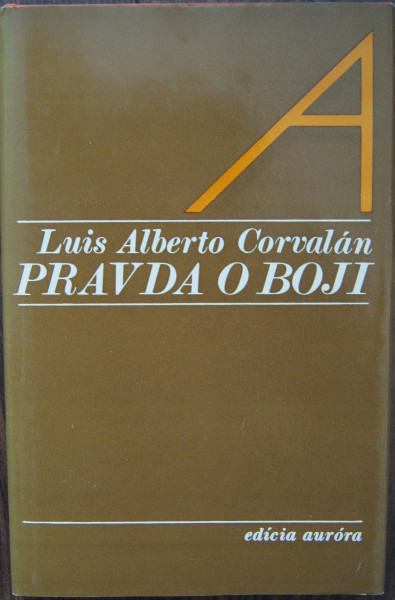 A
Luis Alberto Corvalán
PRAVDA O BOJI
edícia auróra